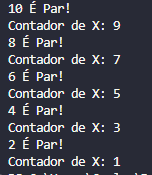 10 É Par!
Contador de X: 9
8 É Par!
Contador de X: 7
6 É Par!
Contador de X: 5
4 É Par!
Contador de X: 3
2 É Par!
Contador de X: 1